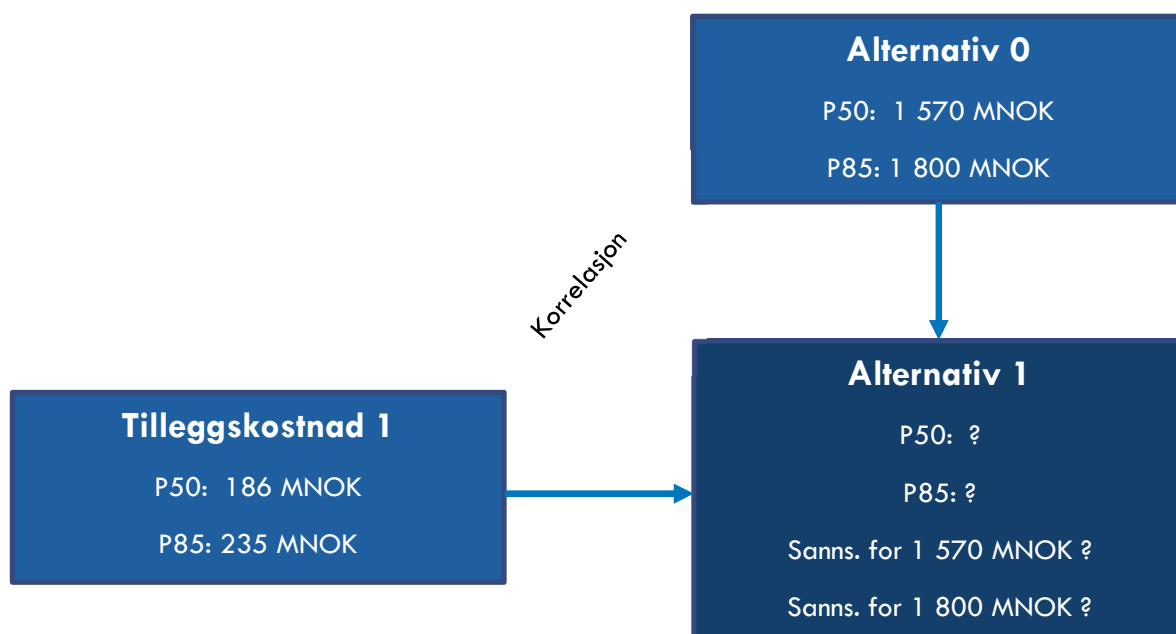 Alternativ 0
P50: 1 570 MNOK
P85: 1 800 MNOK
Korrelasjon
Tilleggskostnad 1
P50: 186 MNOK
P85: 235 MNOK
Alternativ 1
P50: ?
P85: ?
Sanns. for 1 570 MNOK ?
Sanns. for 1 800 MNOK ?